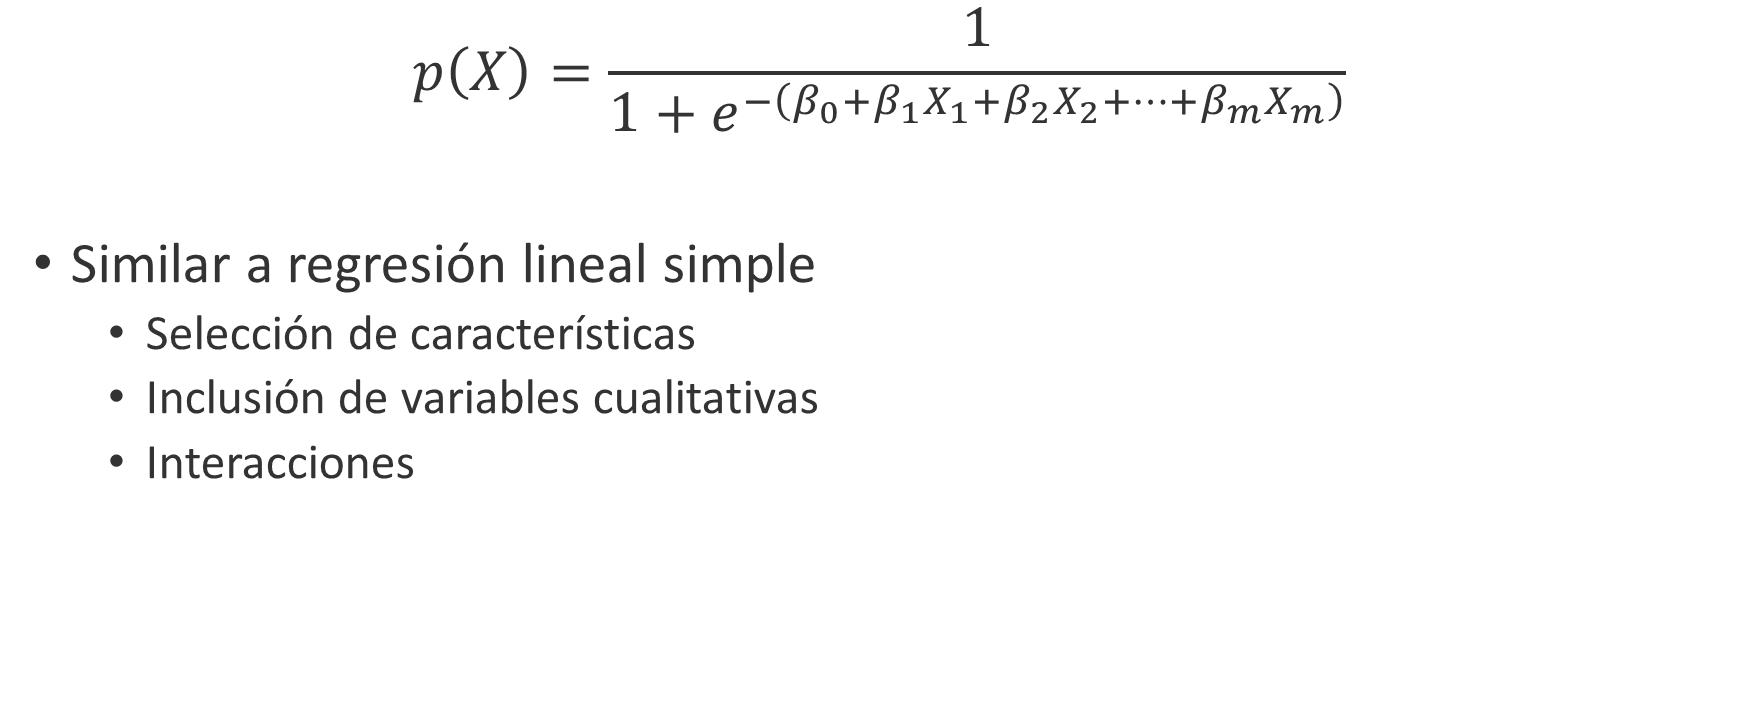 p(X) = 1 / (1 + e^−(β₀+β₁X₁+β₂X₂+⋯+βₘXₘ))
• Similar a regresión lineal simple
• Selección de características
• Inclusión de variables cualitativas
• Interacciones